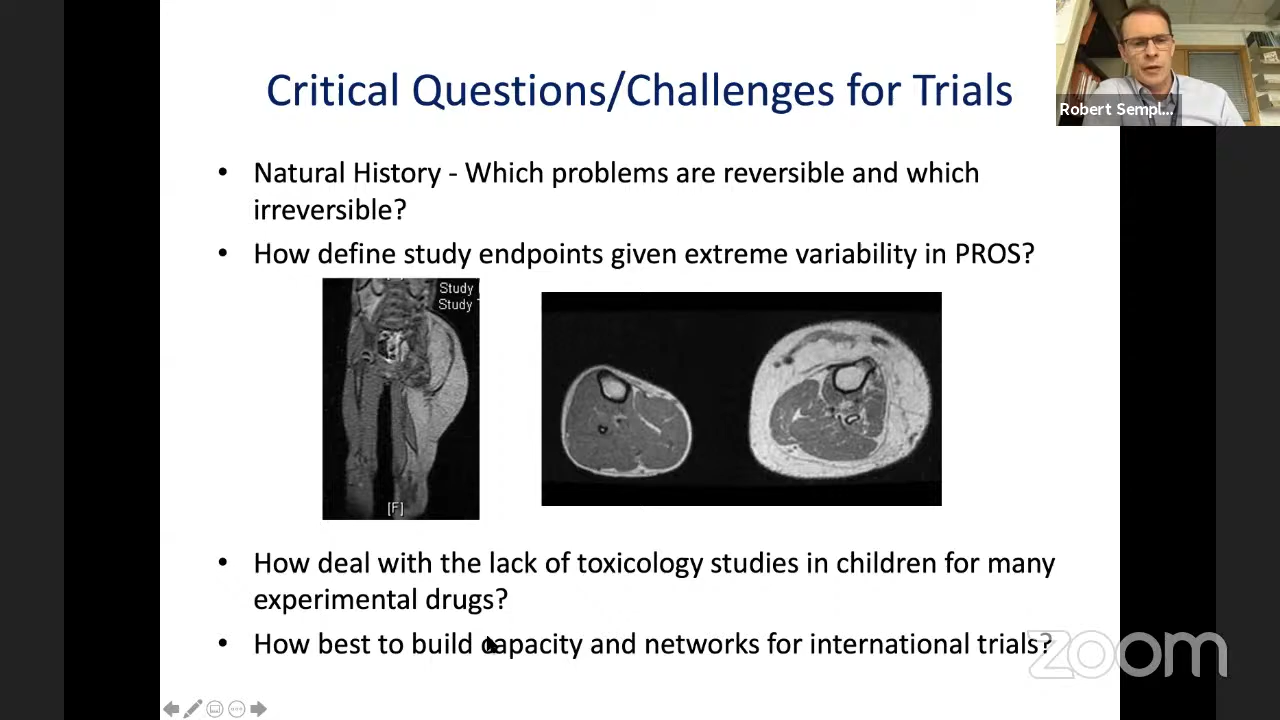 Critical Questions/Challenges for Trials
Robert Sempl...
• Natural History - Which problems are reversible and which
irreversible?
• How define study endpoints given extreme variability in PROS?
Study
Study
[F]
• How deal with the lack of toxicology studies in children for many
experimental drugs?
• How best to build capacity and networks for international trials?
zoom